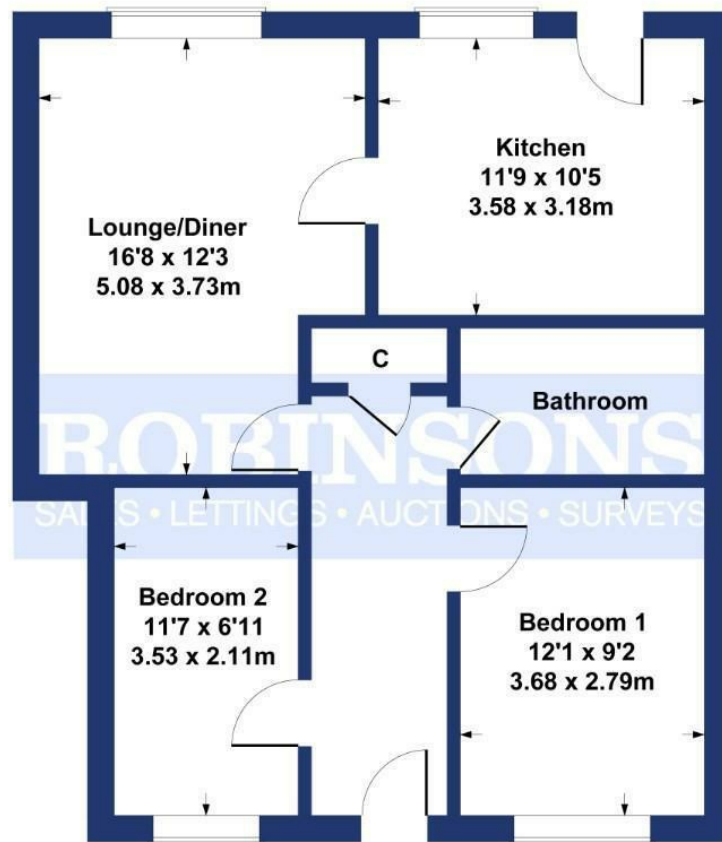 Kitchen
11'9 x 10'5
3.58 x 3.18m
Lounge/Diner
16'8 x 12'3
5.08 x 3.73m
C
Bathroom
ROBINSONS
SALES • LETTINGS • AUCTIONS • SURVEYS
Bedroom 2
11'7 x 6'11
3.53 x 2.11m
Bedroom 1
12'1 x 9'2
3.68 x 2.79m